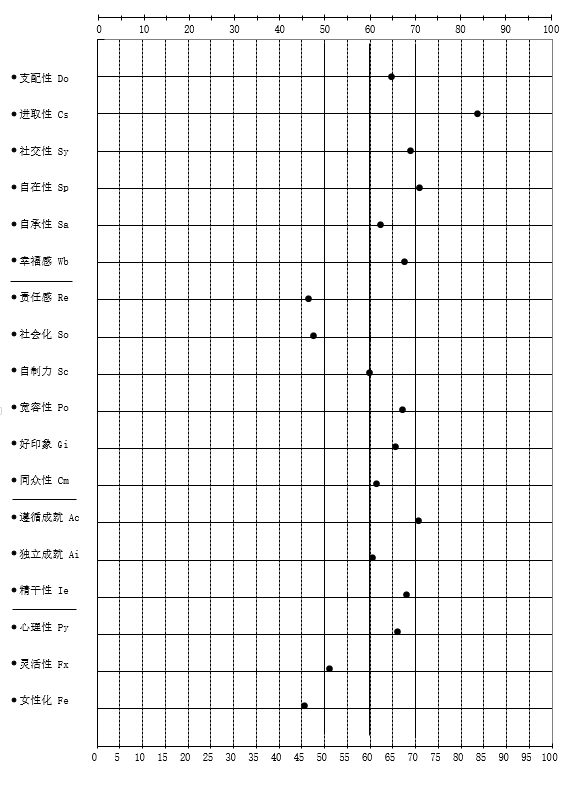 0 10 20 30 40 50 60 70 80 90 100
● 支配性 Do
● 进取性 Cs
● 社交性 Sy
● 自在性 Sp
● 自承性 Sa
● 幸福感 Wb
● 责任感 Re
● 社会化 So
● 自制力 Sc
● 宽容性 Po
● 好印象 Gi
● 同众性 Cm
● 遵循成就 Ac
● 独立成就 Ai
● 精干性 Ie
● 心理性 Py
● 灵活性 Fx
● 女性化 Fe
0 5 10 15 20 25 30 35 40 45 50 55 60 65 70 75 80 85 90 95 100